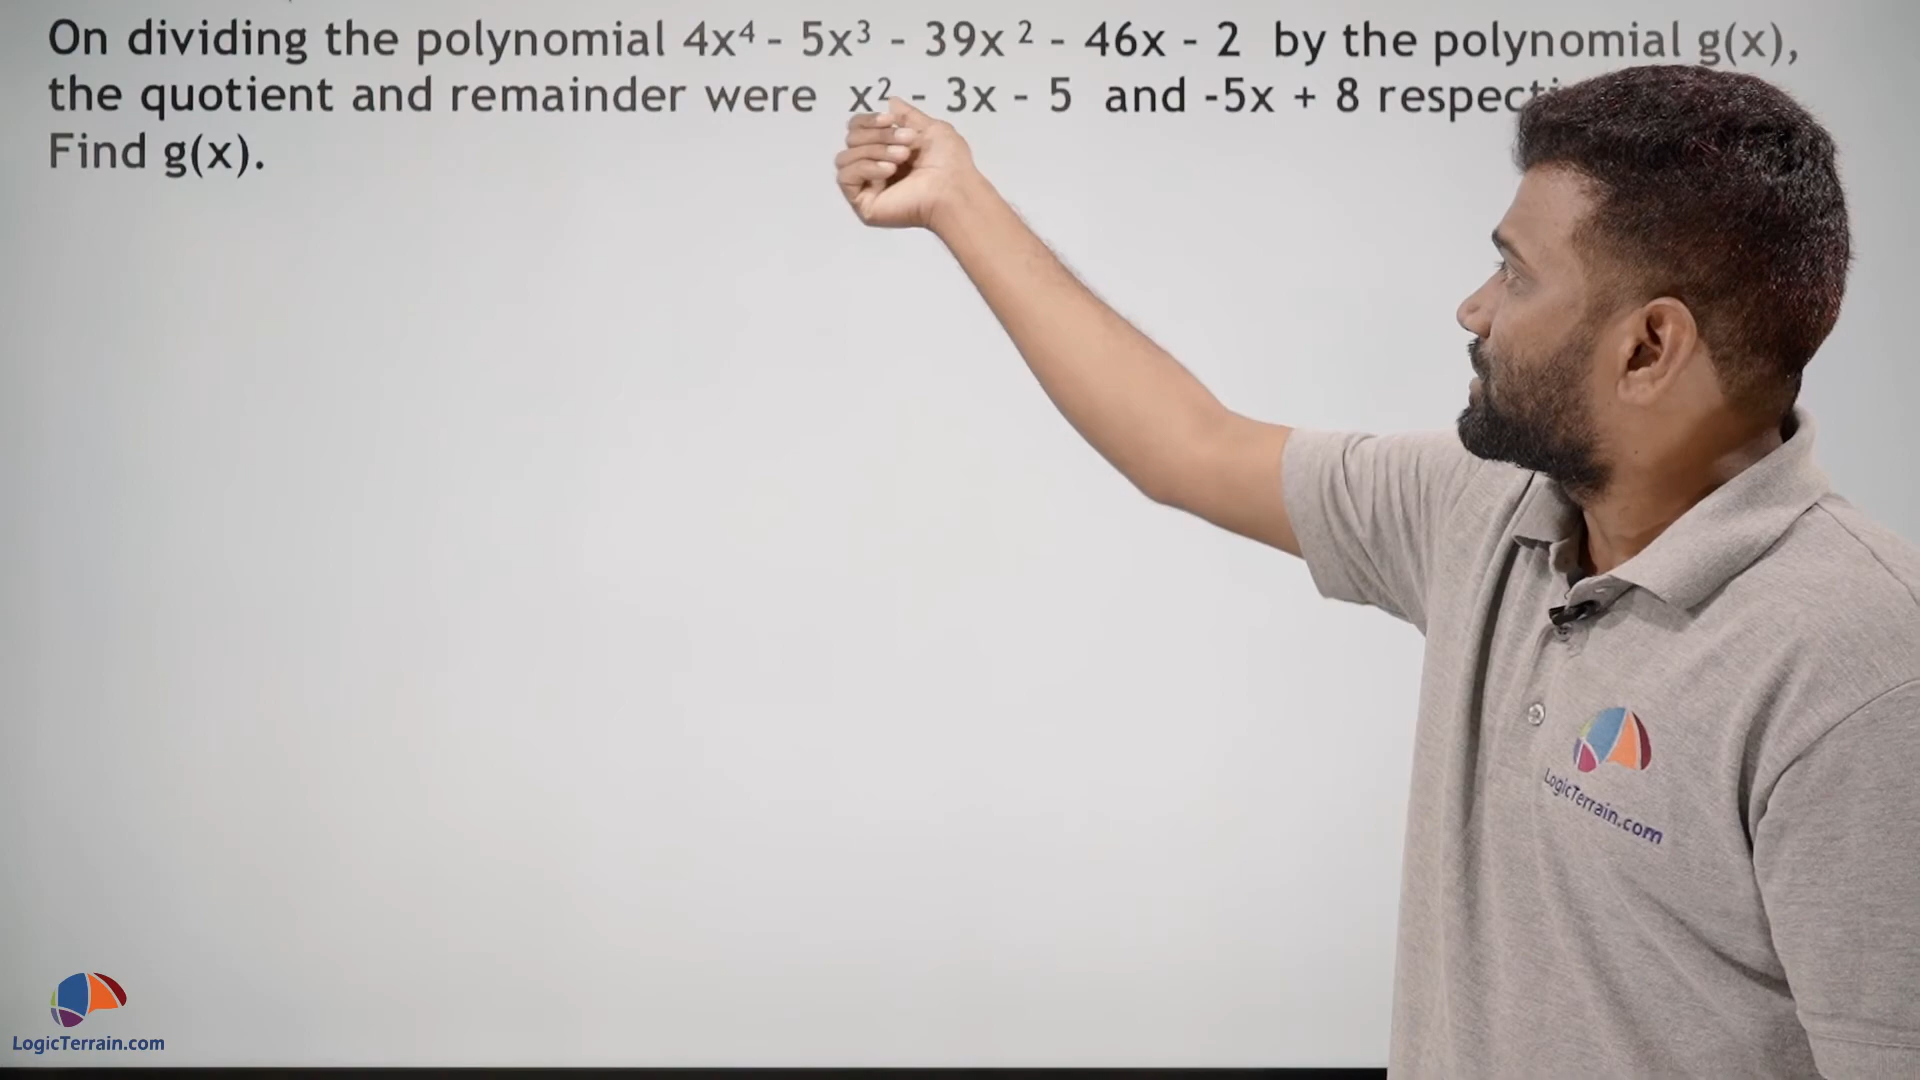 On dividing the polynomial 4x⁴ - 5x³ - 39x² - 46x - 2 by the polynomial g(x),
the quotient and remainder were x² - 3x - 5 and -5x + 8
Find g(x).
LogicTerrain.com
LogicTerrain.com